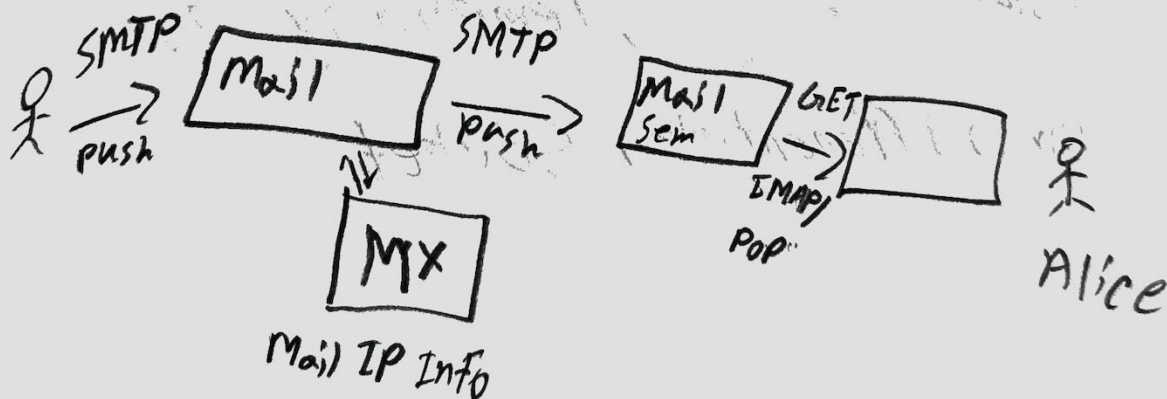 SMTP
push
Mail
SMTP
push
Mail
Sem
GET
IMAP/
POP
MX
Mail IP Info
Alice